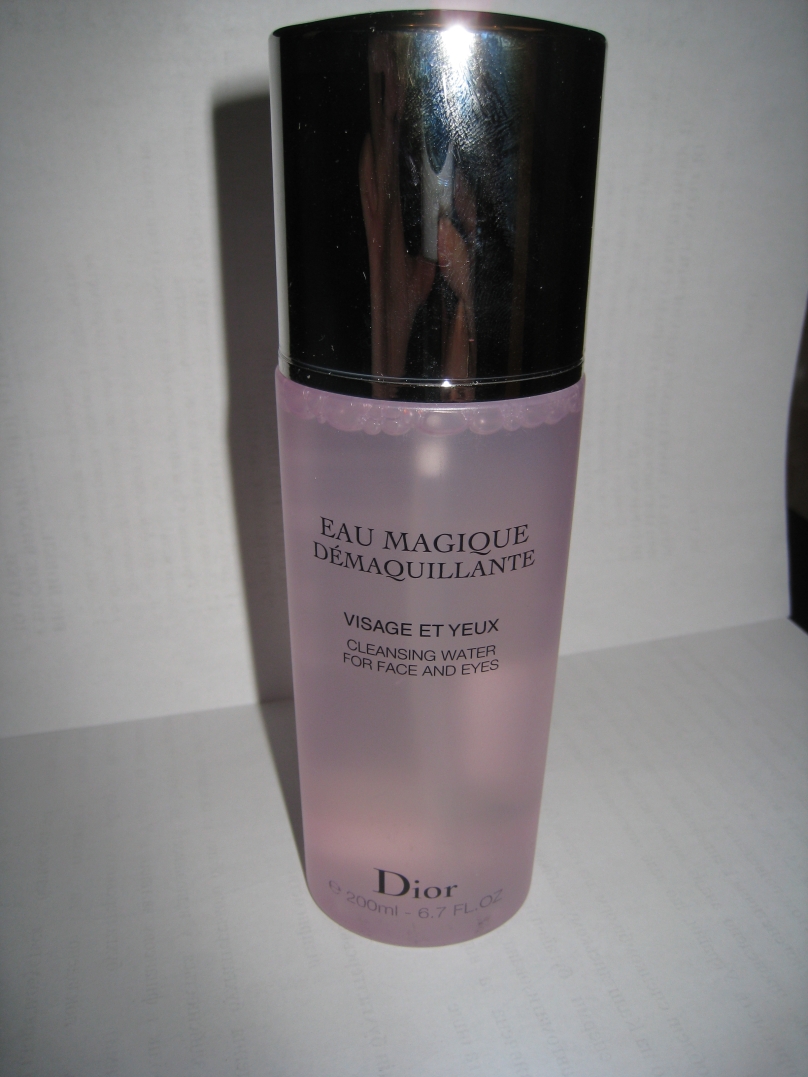 EAU MAGIQUE
DÉMAQUILLANTE
VISAGE ET YEUX
CLEANSING WATER
FOR FACE AND EYES
Dior
℮ 200ml - 6.7 FL.OZ